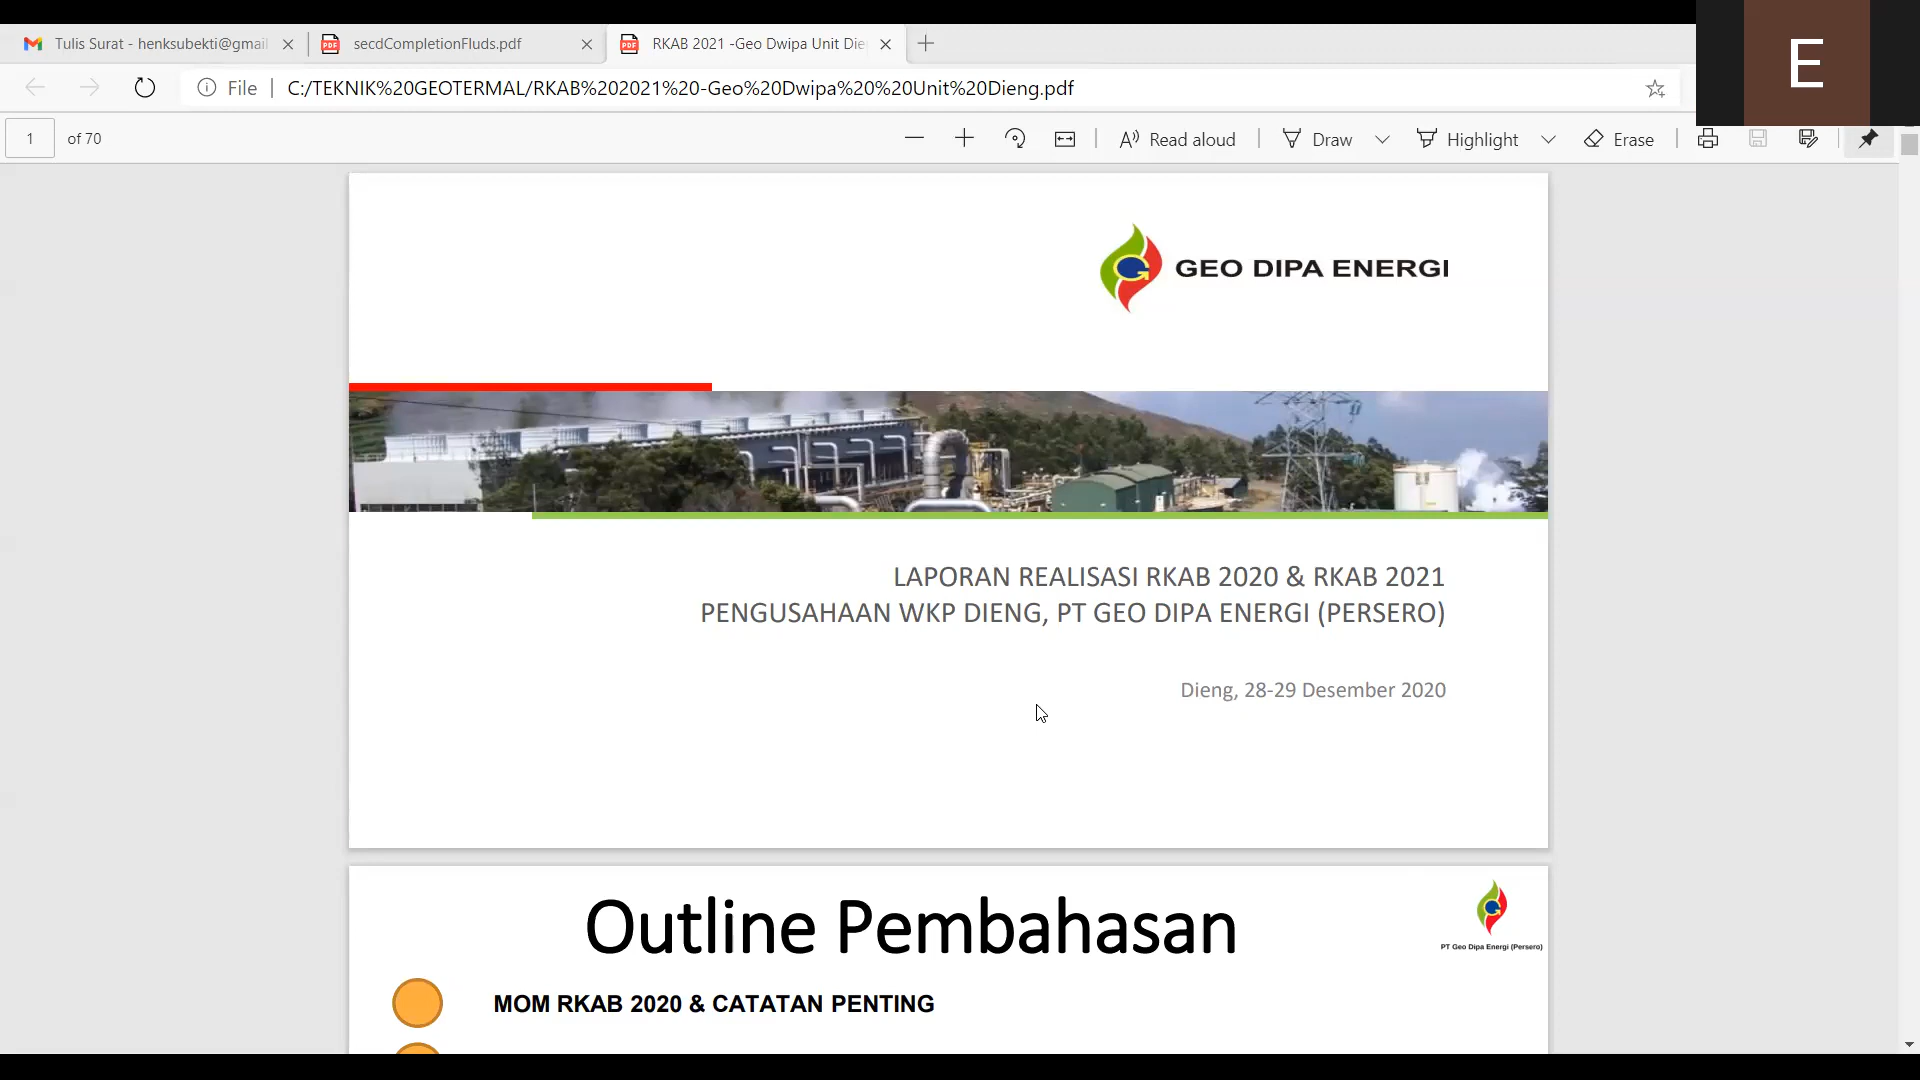 Tulis Surat - henksubekti@gmail
secdCompletionFluds.pdf
RKAB 2021 -Geo Dwipa Unit Die
E
File
C:/TEKNIK%20GEOTERMAL/RKAB%202021%20-Geo%20Dwipa%20%20Unit%20Dieng.pdf
1 of 70
Read aloud
Draw
Highlight
Erase
GEO DIPA ENERGI
LAPORAN REALISASI RKAB 2020 & RKAB 2021
PENGUSAHAAN WKP DIENG, PT GEO DIPA ENERGI (PERSERO)
Dieng, 28-29 Desember 2020
Outline Pembahasan
PT Geo Dipa Energi (Persero)
MOM RKAB 2020 & CATATAN PENTING